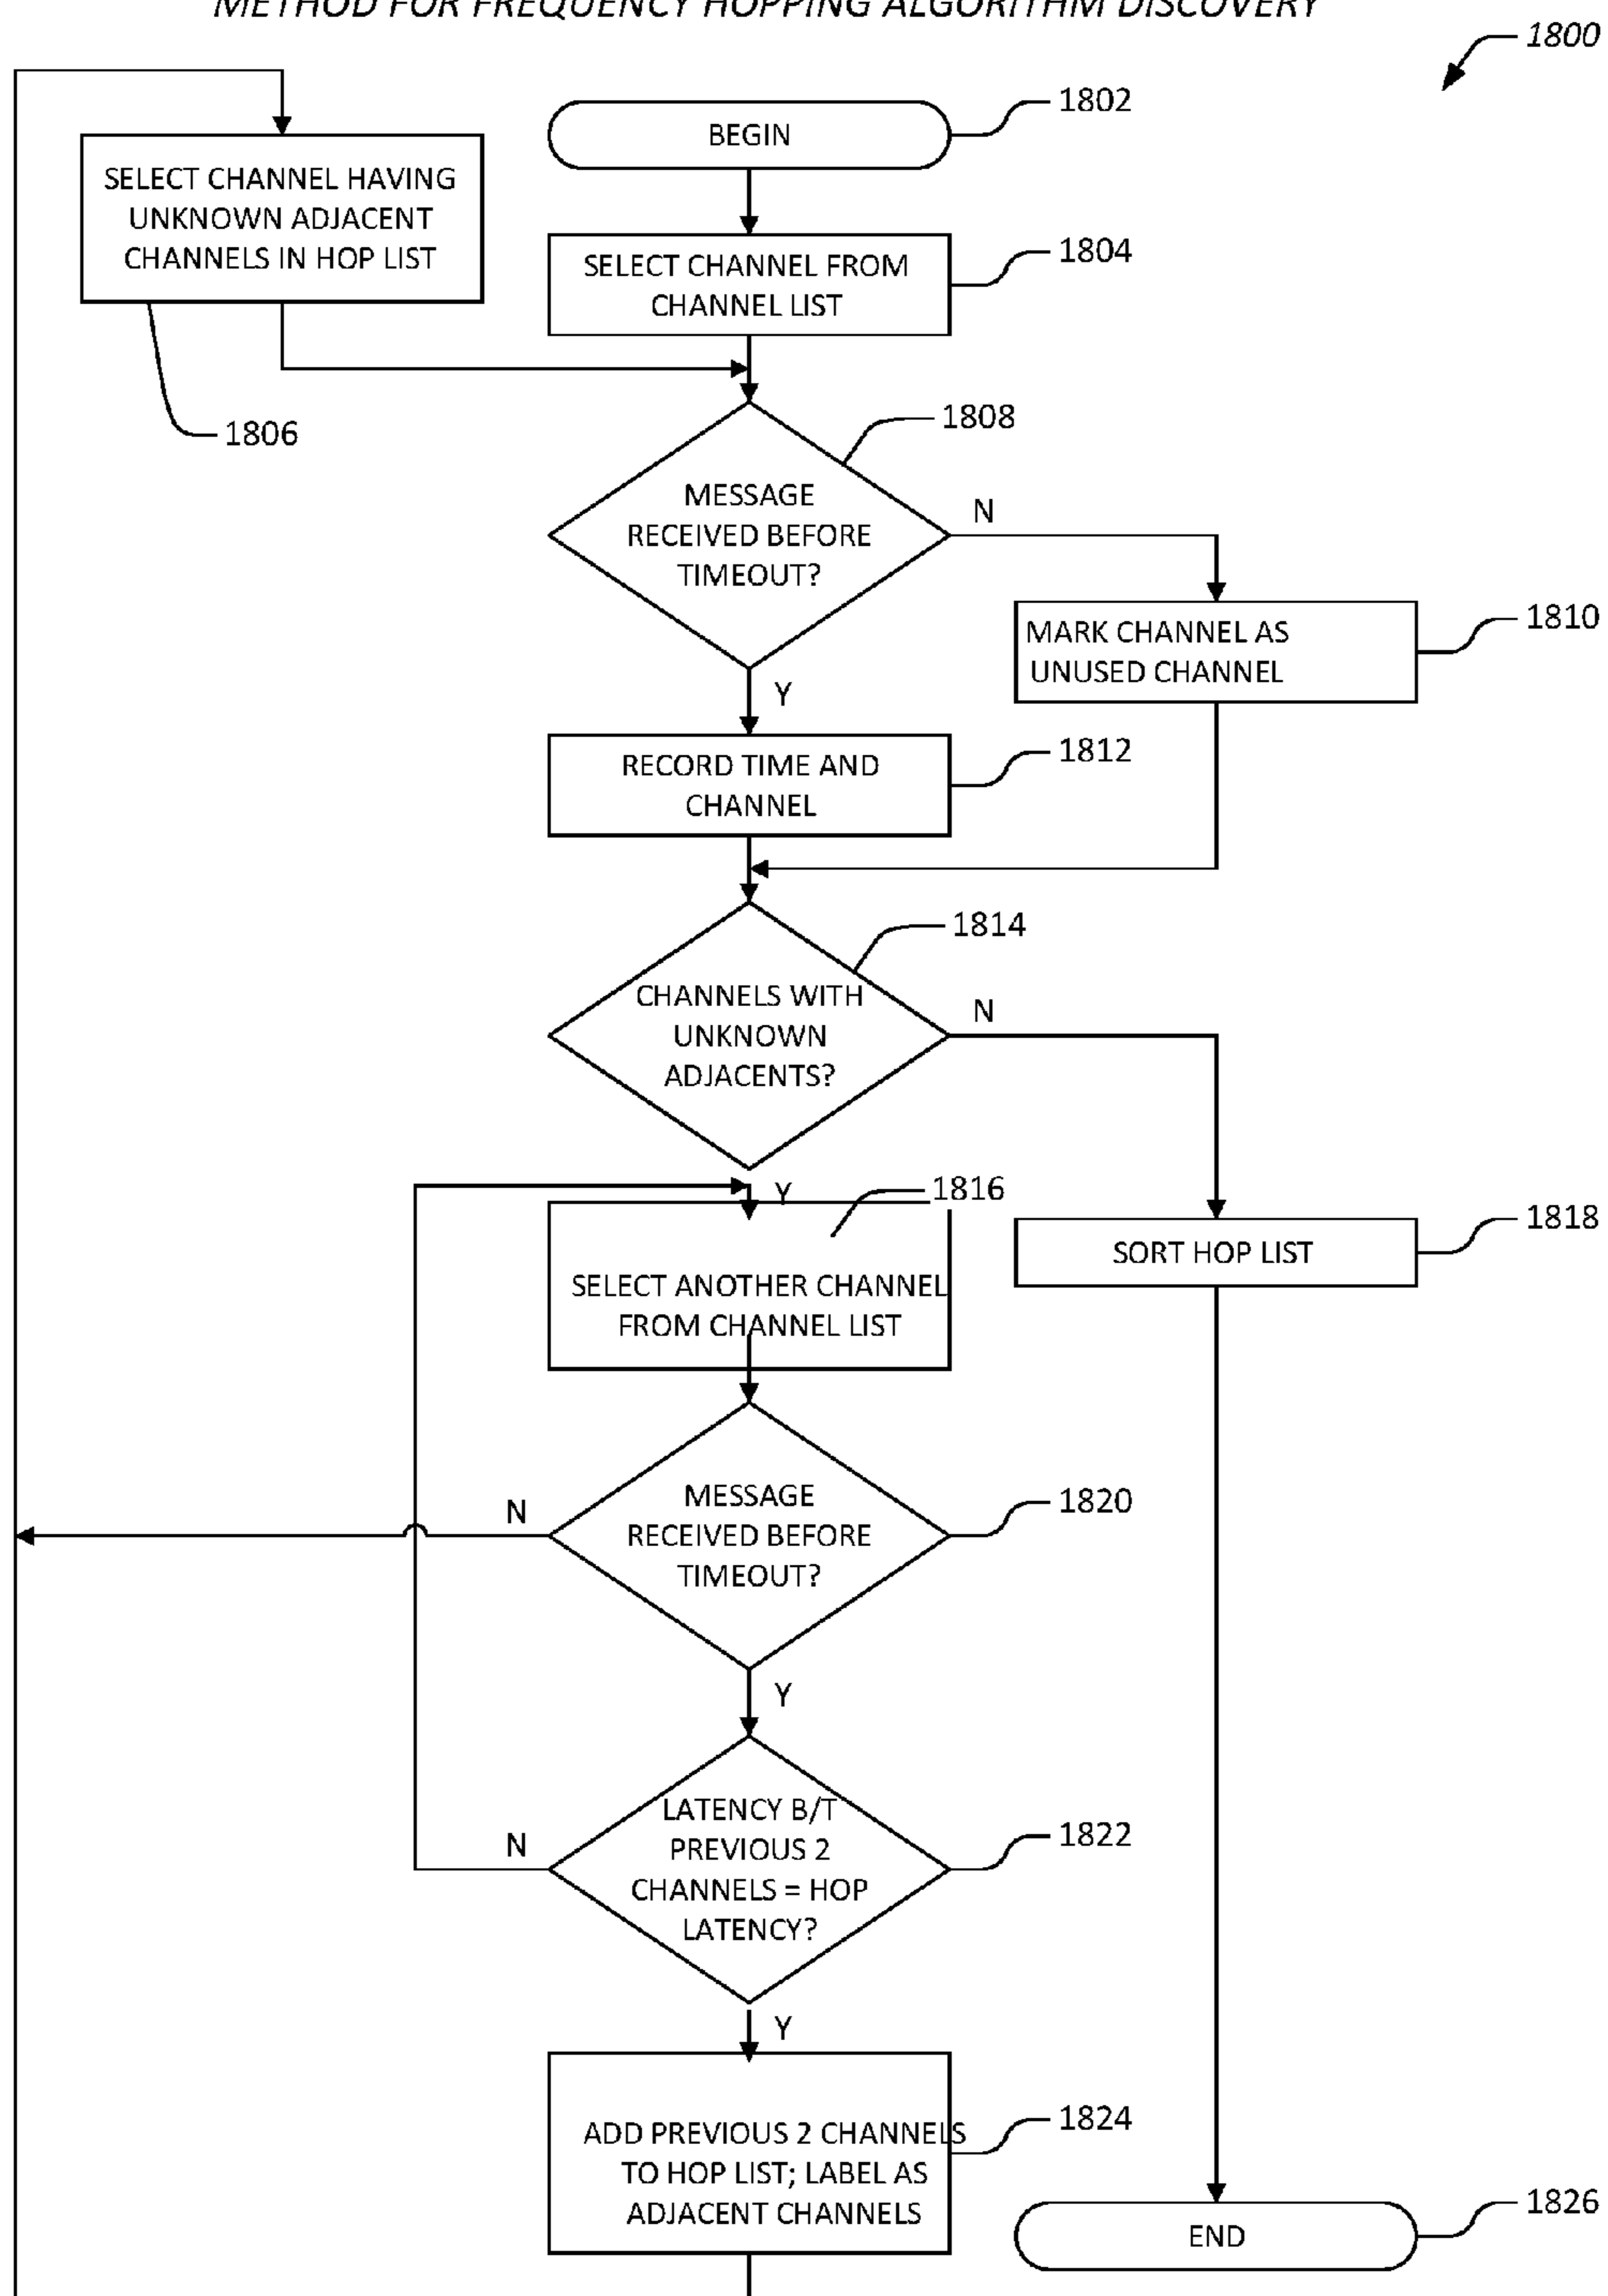 METHOD FOR FREQUENCY HOPPING ALGORITHM DISCOVERY
1800
BEGIN
1802
SELECT CHANNEL HAVING
UNKNOWN ADJACENT
CHANNELS IN HOP LIST
1806
SELECT CHANNEL FROM
CHANNEL LIST
1804
MESSAGE
RECEIVED BEFORE
TIMEOUT?
1808
N
MARK CHANNEL AS
UNUSED CHANNEL
1810
Y
RECORD TIME AND
CHANNEL
1812
CHANNELS WITH
UNKNOWN
ADJACENTS?
1814
N
Y
1816
SELECT ANOTHER CHANNEL
FROM CHANNEL LIST
SORT HOP LIST
1818
MESSAGE
RECEIVED BEFORE
TIMEOUT?
1820
N
Y
LATENCY B/T
PREVIOUS 2
CHANNELS = HOP
LATENCY?
1822
N
Y
ADD PREVIOUS 2 CHANNELS
TO HOP LIST; LABEL AS
ADJACENT CHANNELS
1824
END
1826